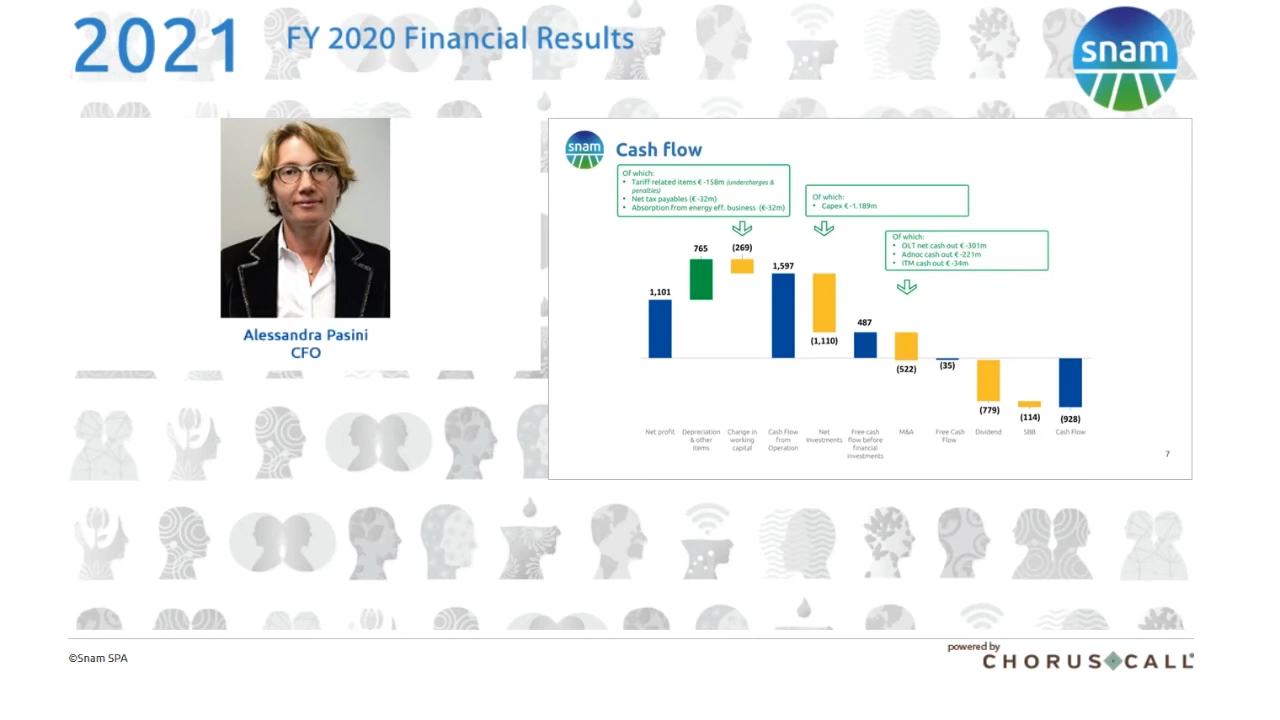 2021
FY 2020 Financial Results
snam
Alessandra Pasini
CFO
snam
Cash flow
Of which:
• Tariff related items € -158m (undercharges &
penalties)
• Net tax payables (€ -32m)
• Absorption from energy eff. business (€-32m)
Of which:
• Capex € -1.189m
Of which:
• OLT net cash out € -301m
• Adnoc cash out € -221m
• ITM cash out € -34m
1,101
765
(269)
1,597
(1,110)
487
(522)
(35)
(779)
(114)
(928)
Net profit
Depreciation
& other
items
Change in
working
capital
Cash Flow
from
Operation
Net
Investments
Free cash
flow before
financial
investments
M&A
Free Cash
Flow
Dividend
SBB
Cash Flow
7
©Snam SPA
powered by
CHORUS CALL®